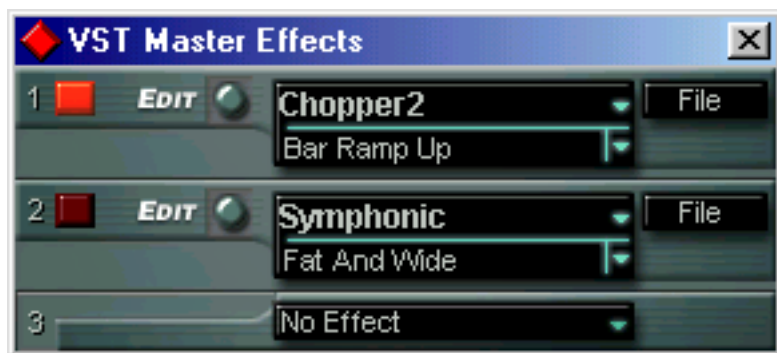 VST Master Effects
1 EDIT Chopper2 File
Bar Ramp Up
2 EDIT Symphonic File
Fat And Wide
3 No Effect